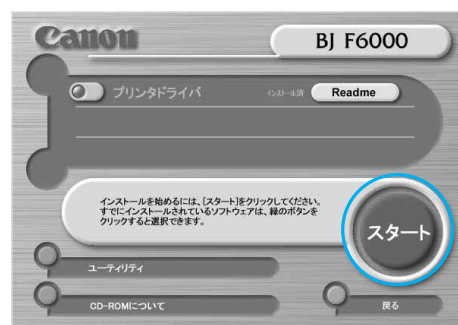 Canon
BJ F6000
プリンタドライバ インストール済 Readme
インストールを始めるには、[スタート]をクリックしてください。
すでにインストールされているソフトウェアは、緑のボタンを
クリックすると選択できます。
スタート
ユーティリティ
CD-ROMについて
戻る